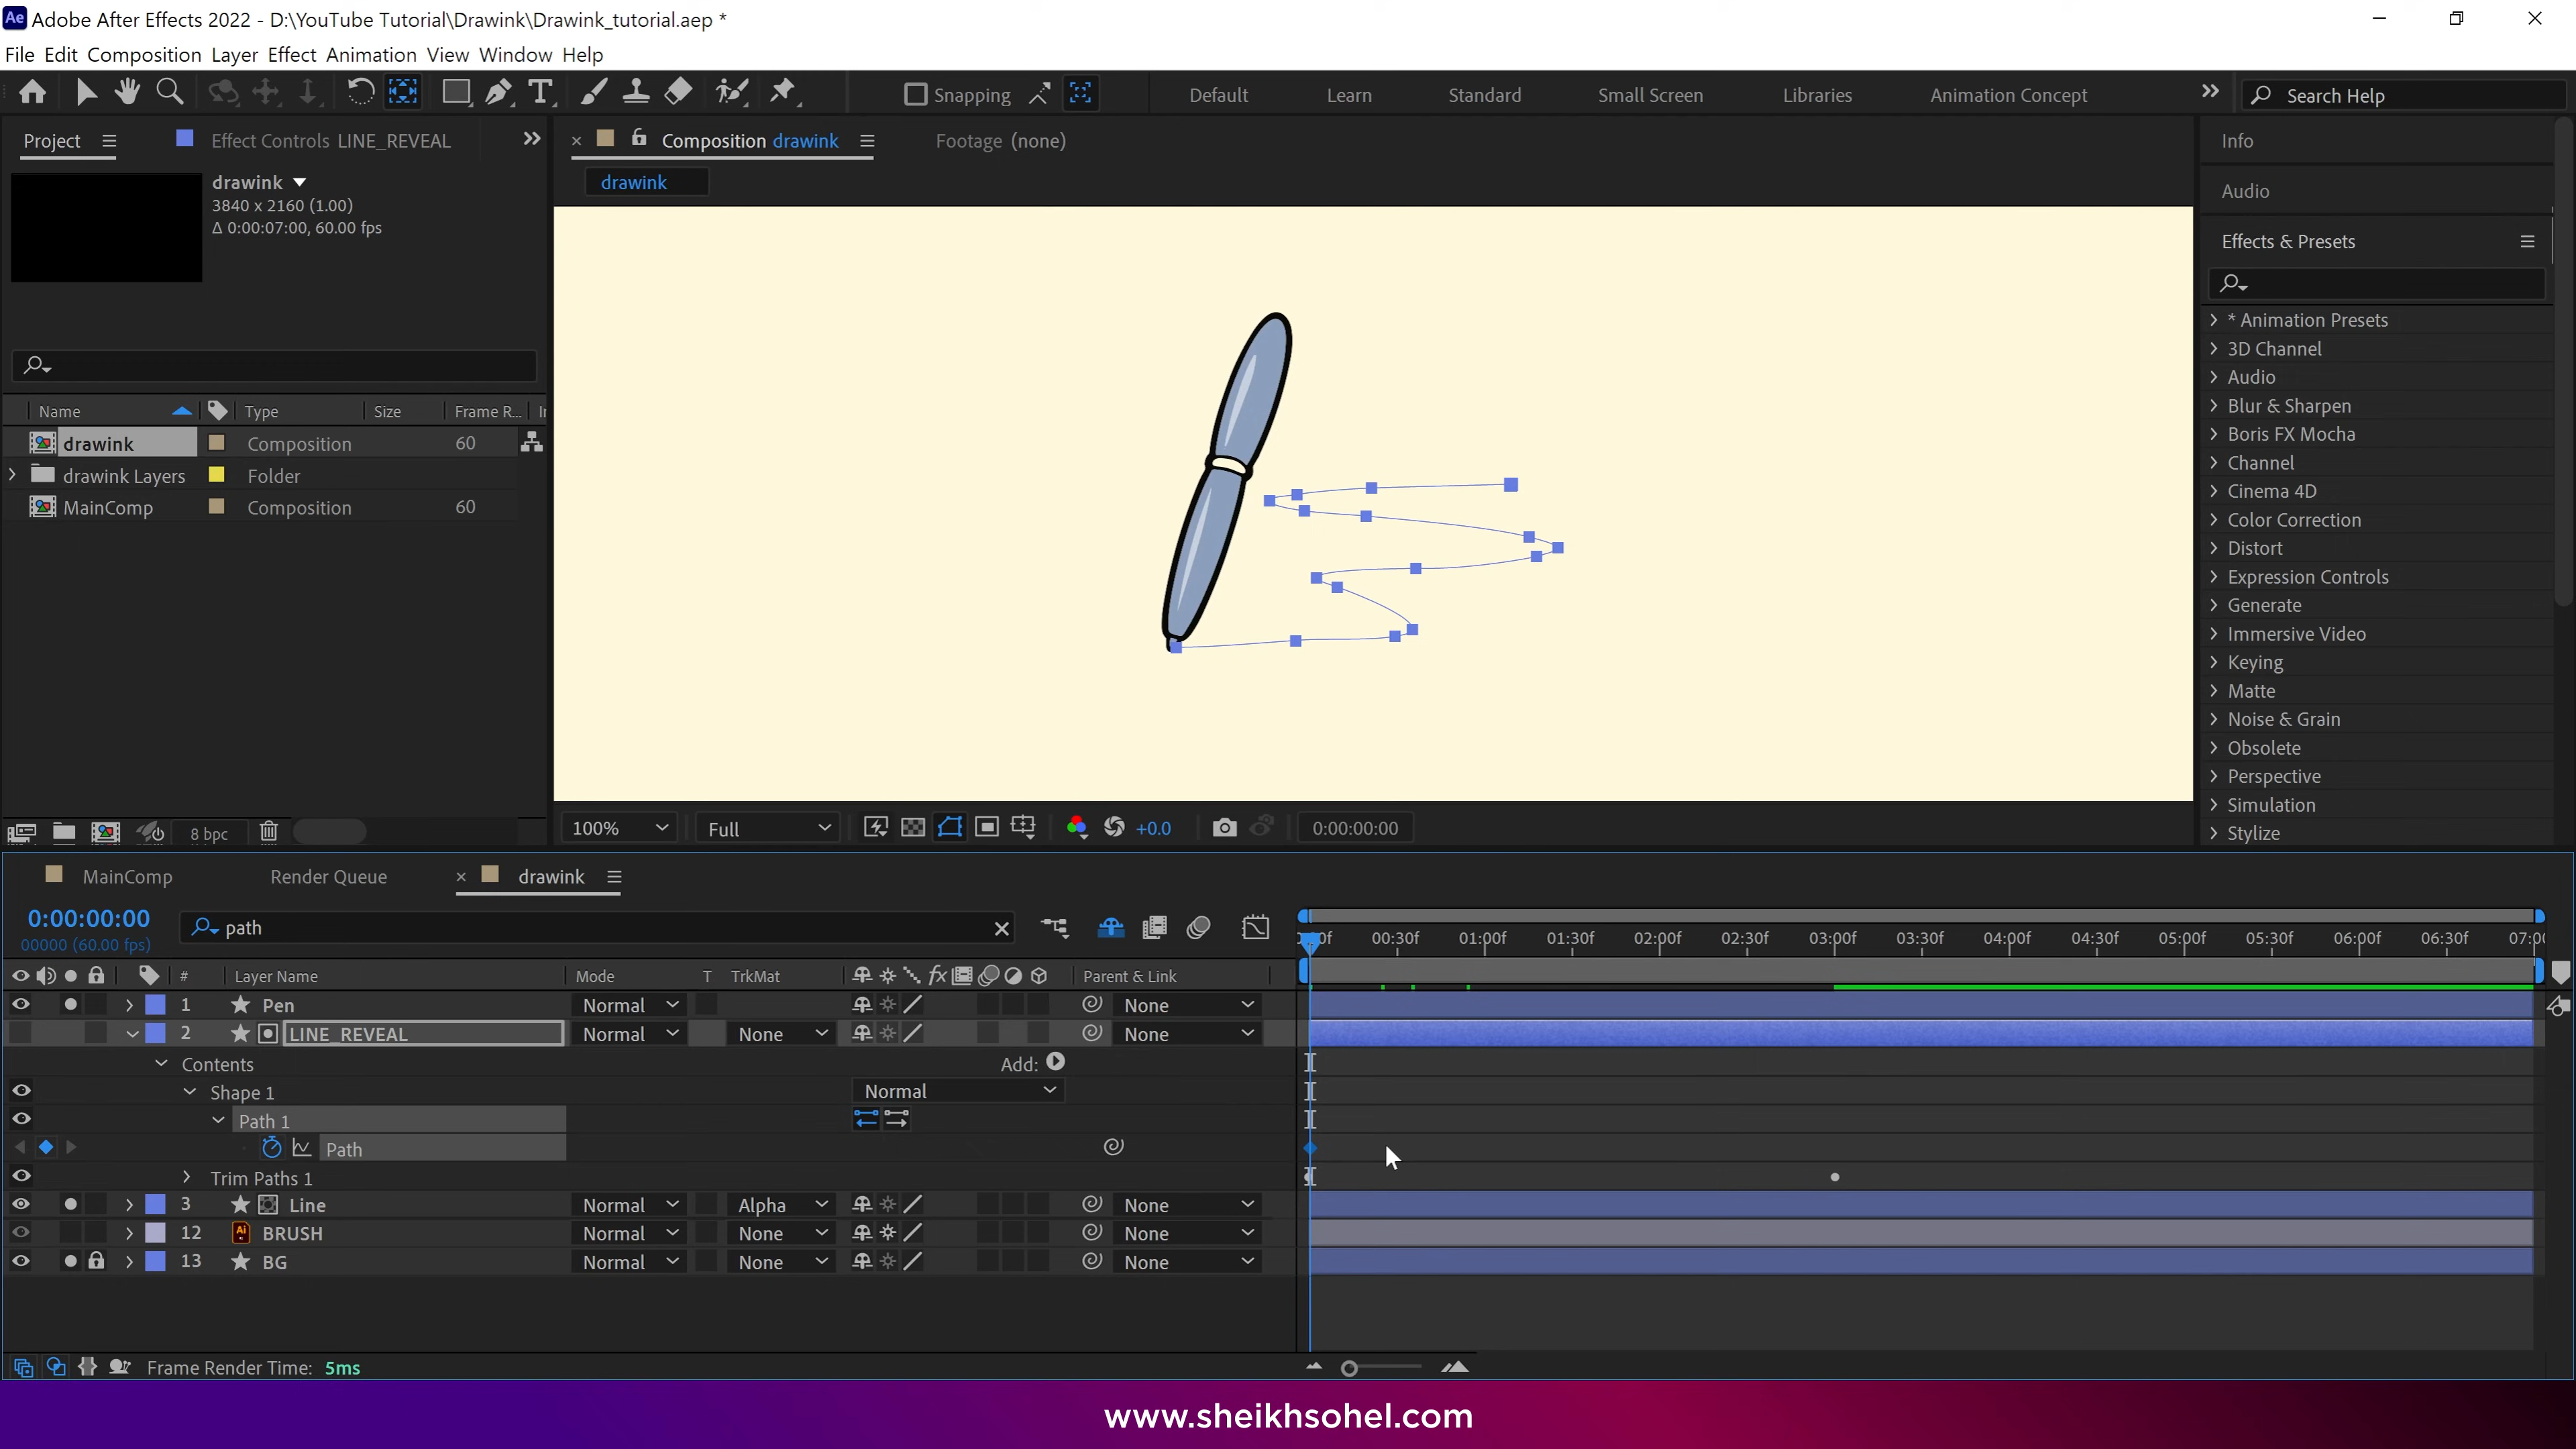 Ae Adobe After Effects 2022 - D:\YouTube Tutorial\Drawink\Drawink_tutorial.aep *
File Edit Composition Layer Effect Animation View Window Help
Snapping Default Learn Standard Small Screen Libraries Animation Concept Search Help
Project Effect Controls LINE_REVEAL Composition drawink Footage (none) Info
drawink
3840 x 2160 (1.00)
Δ 0:00:07:00, 60.00 fps
drawink
Audio
Effects & Presets
* Animation Presets
3D Channel
Audio
Blur & Sharpen
Boris FX Mocha
Channel
Cinema 4D
Color Correction
Distort
Expression Controls
Generate
Immersive Video
Keying
Matte
Noise & Grain
Obsolete
Perspective
Simulation
Stylize
Name Type Size Frame R...
drawink Composition 60
drawink Layers Folder
MainComp Composition 60
8 bpc
100% Full +0.0 0:00:00:00
MainComp Render Queue drawink
0:00:00:00 path
00000 (60.00 fps)
00:30f 01:00f 01:30f 02:00f 02:30f 03:00f 03:30f 04:00f 04:30f 05:00f 05:30f 06:00f 06:30f
# Layer Name Mode T TrkMat Parent & Link
1 Pen Normal None
2 LINE_REVEAL Normal None None
Contents Add:
Shape 1 Normal
Path 1
Path
Trim Paths 1
3 Line Normal Alpha None
12 Ai BRUSH Normal None None
13 BG Normal None None
Frame Render Time: 5ms
www.sheikhsohel.com